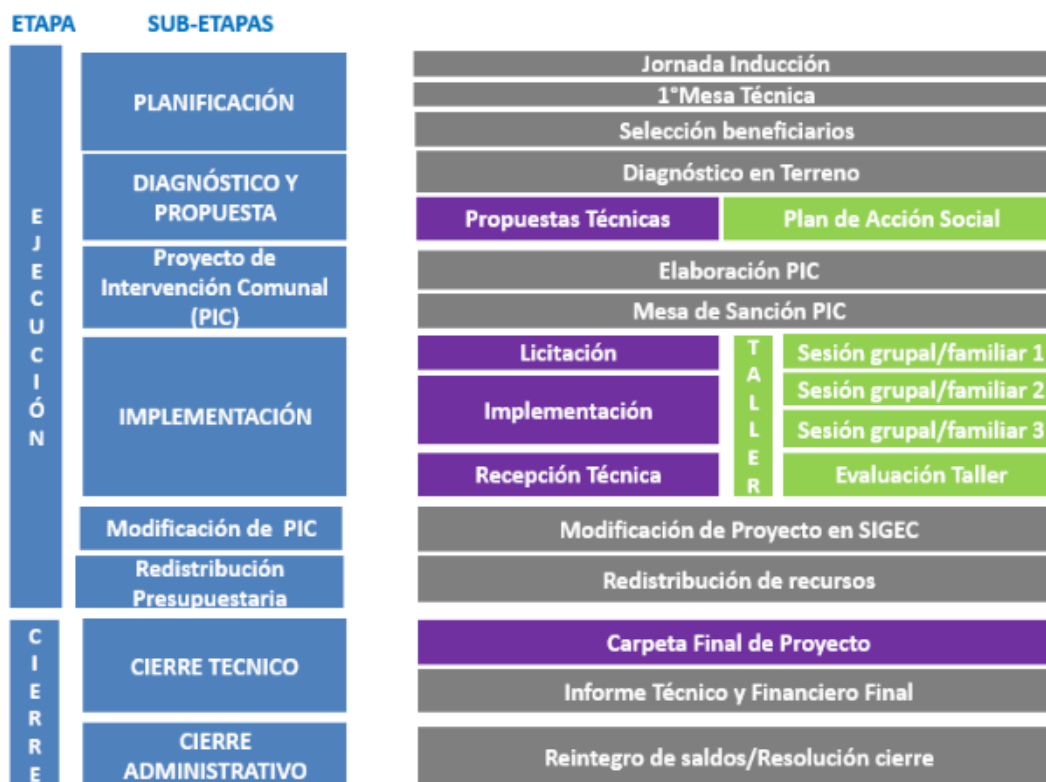 ETAPA SUB-ETAPAS
EJECUCIÓN
PLANIFICACIÓN
Jornada Inducción
1°Mesa Técnica
Selección beneficiarios
DIAGNÓSTICO Y
PROPUESTA
Diagnóstico en Terreno
Propuestas Técnicas Plan de Acción Social
Proyecto de
Intervención Comunal
(PIC)
Elaboración PIC
Mesa de Sanción PIC
IMPLEMENTACIÓN
Licitación
Implementación
Recepción Técnica
TALLER
Sesión grupal/familiar 1
Sesión grupal/familiar 2
Sesión grupal/familiar 3
Evaluación Taller
Modificación de PIC
Modificación de Proyecto en SIGEC
Redistribución
Presupuestaria
Redistribución de recursos
CIERRE
CIERRE TECNICO
Carpeta Final de Proyecto
Informe Técnico y Financiero Final
CIERRE
ADMINISTRATIVO
Reintegro de saldos/Resolución cierre